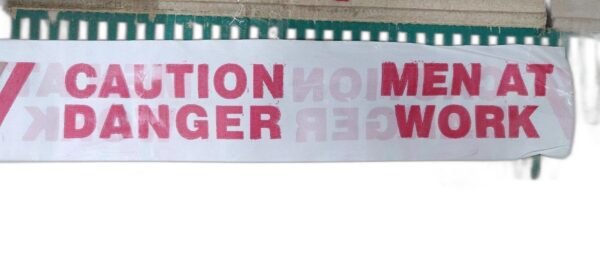 CAUTION MEN AT
DANGER WORK